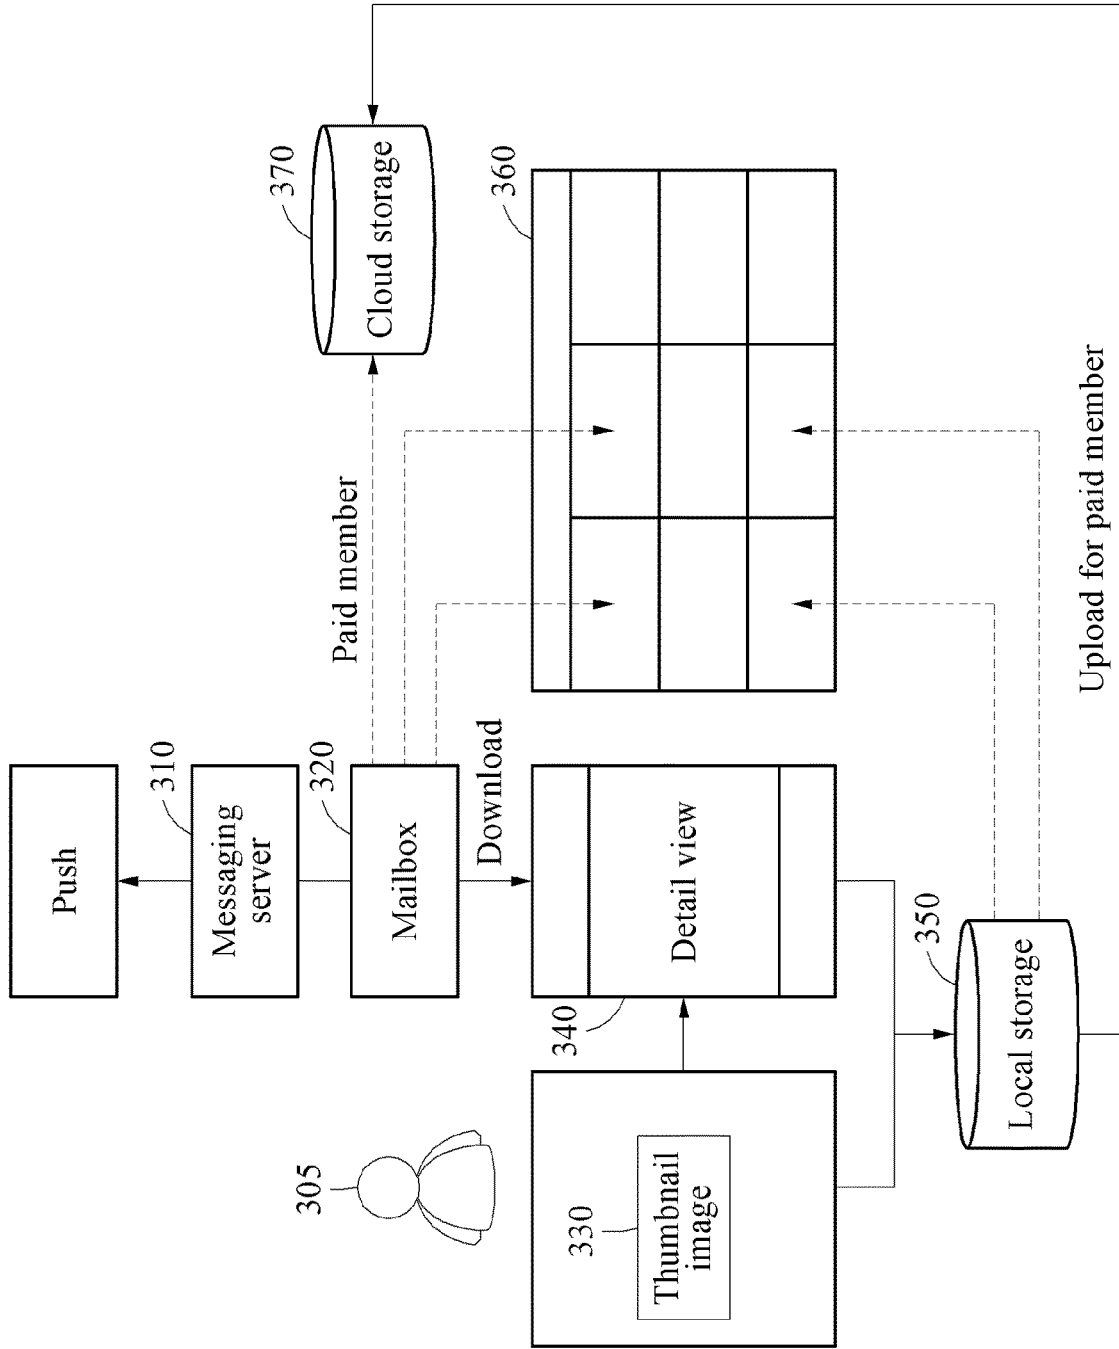 Push
310
Messaging
server
370
305
320
Paid member
Cloud storage
Mailbox
Download
360
330
340
Thumbnail
image
Detail view
350
Local storage
Upload for paid member